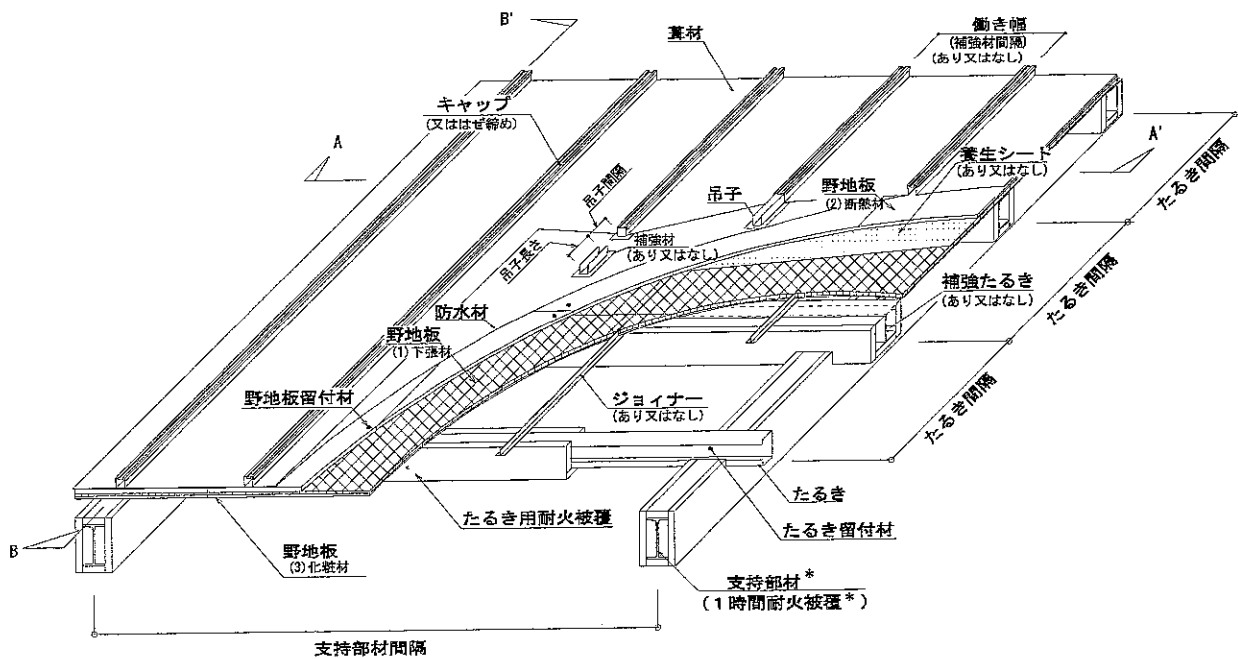 B'
葺材
働き幅
(補強材間隔)
(あり又はなし)
キャップ
(又ははぜ締め)
A
A'
吊子間隔
吊子
野地板
(2)断熱材
養生シート
(あり又はなし)
たるき間隔
吊子長さ
補強材
(あり又はなし)
防水材
補強たるき
(あり又はなし)
たるき間隔
野地板
(1)下張材
野地板留付材
ジョイナー
(あり又はなし)
たるき間隔
たるき用耐火被覆
たるき
たるき留付材
B
野地板
(3)化粧材
支持部材*
(1時間耐火被覆*)
支持部材間隔